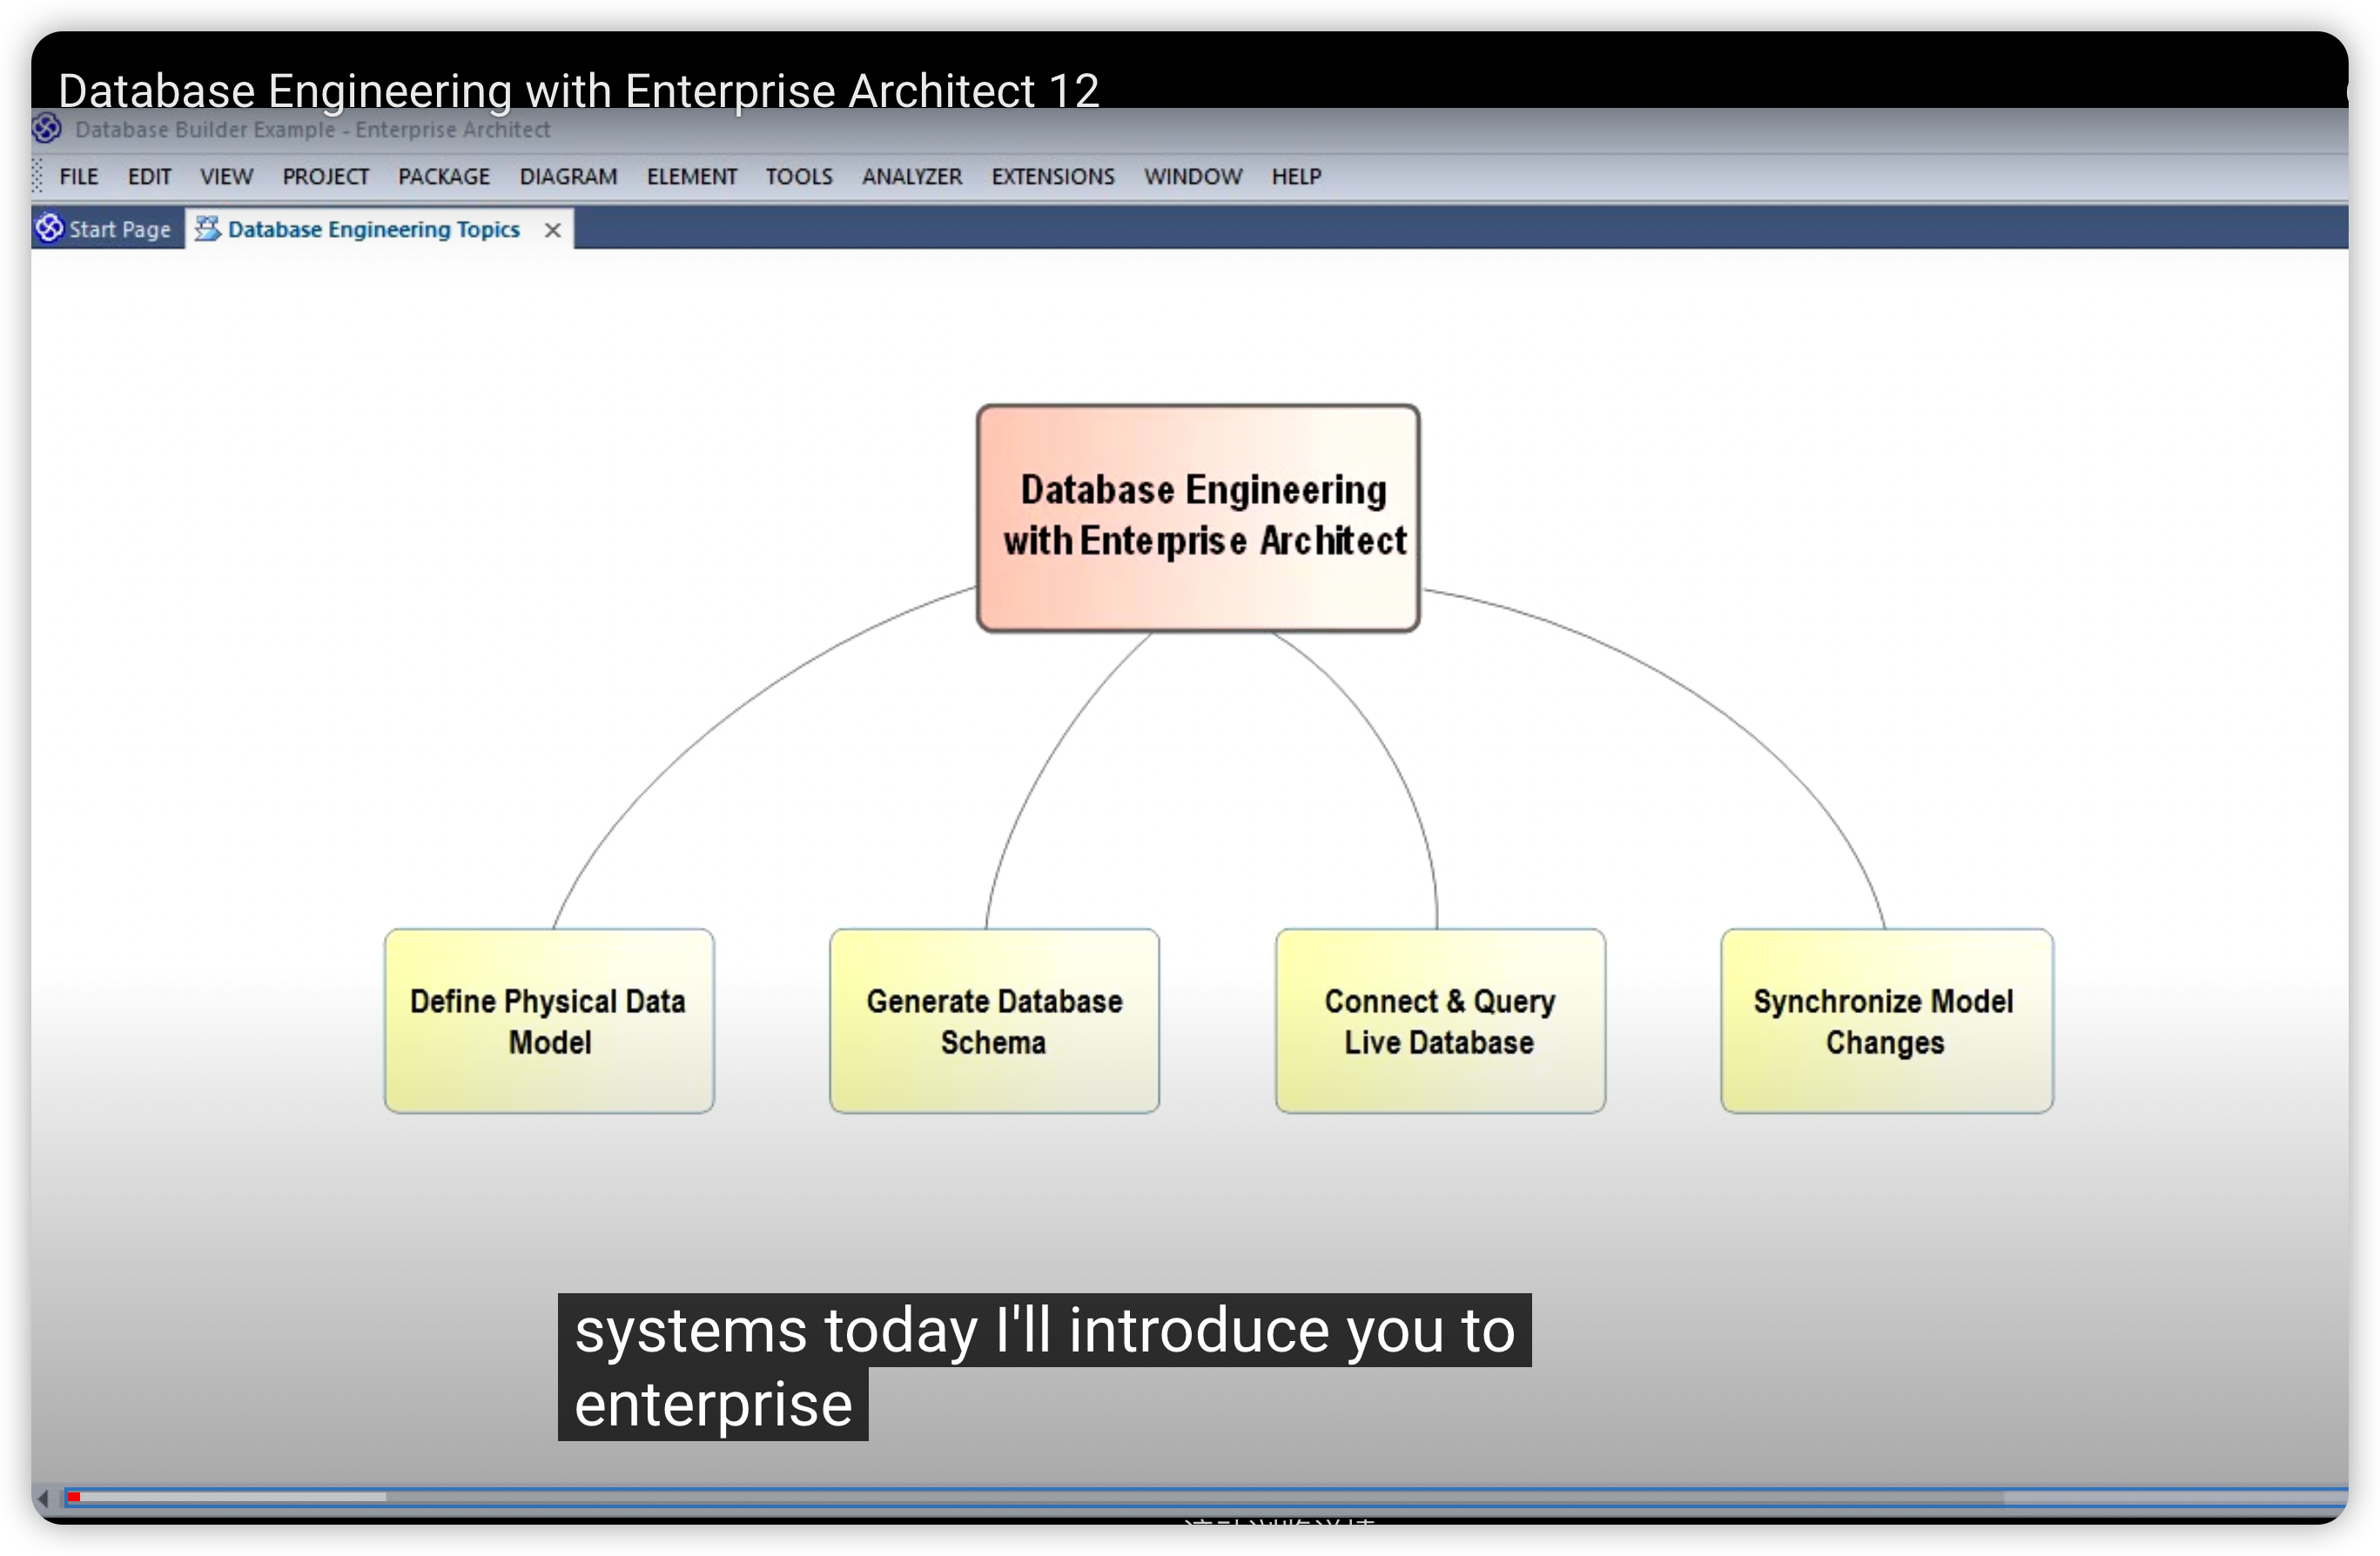 Database Engineering with Enterprise Architect 12
Database Builder Example - Enterprise Architect
FILE EDIT VIEW PROJECT PACKAGE DIAGRAM ELEMENT TOOLS ANALYZER EXTENSIONS WINDOW HELP
Start Page Database Engineering Topics
Database Engineering
with Enterprise Architect
Define Physical Data
Model
Generate Database
Schema
Connect & Query
Live Database
Synchronize Model
Changes
systems today I'll introduce you to
enterprise